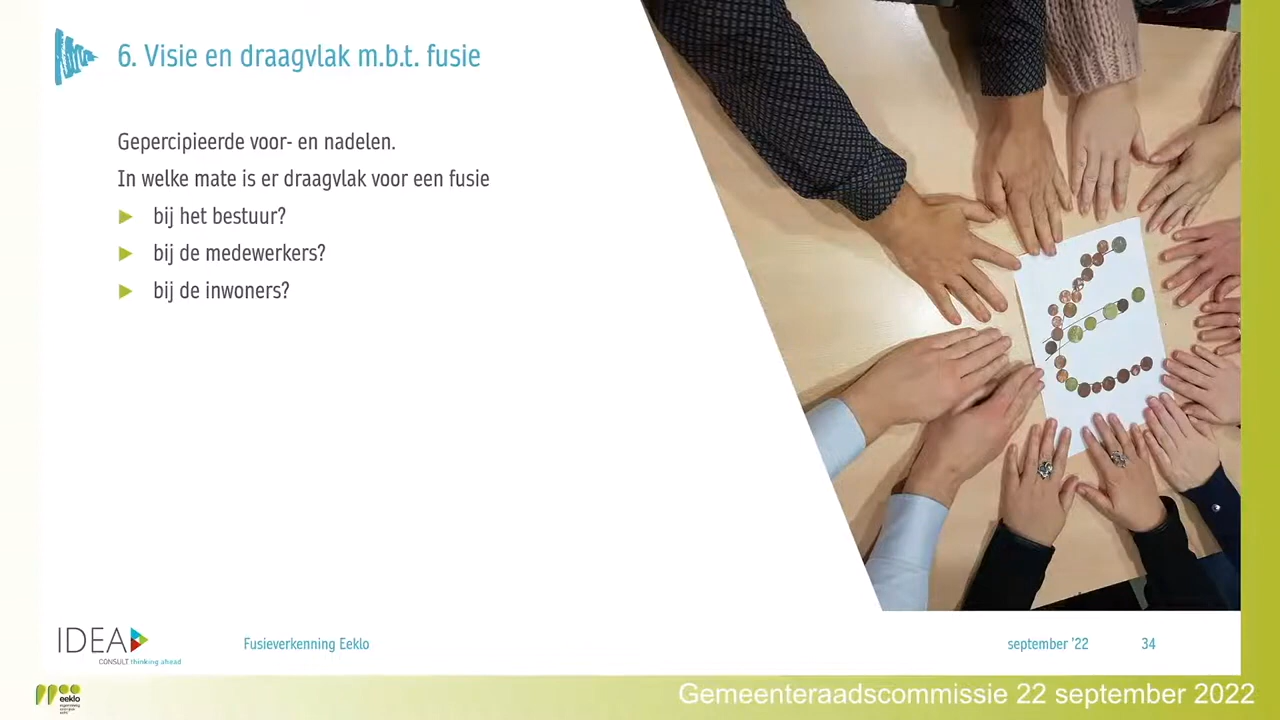 6. Visie en draagvlak m.b.t. fusie
Gepercipieerde voor- en nadelen.
In welke mate is er draagvlak voor een fusie
bij het bestuur?
bij de medewerkers?
bij de inwoners?
IDEA
CONSULT thinking ahead
Fusieverkenning Eeklo
september '22
34
eeklo
Gemeenteraadscommissie 22 september 2022